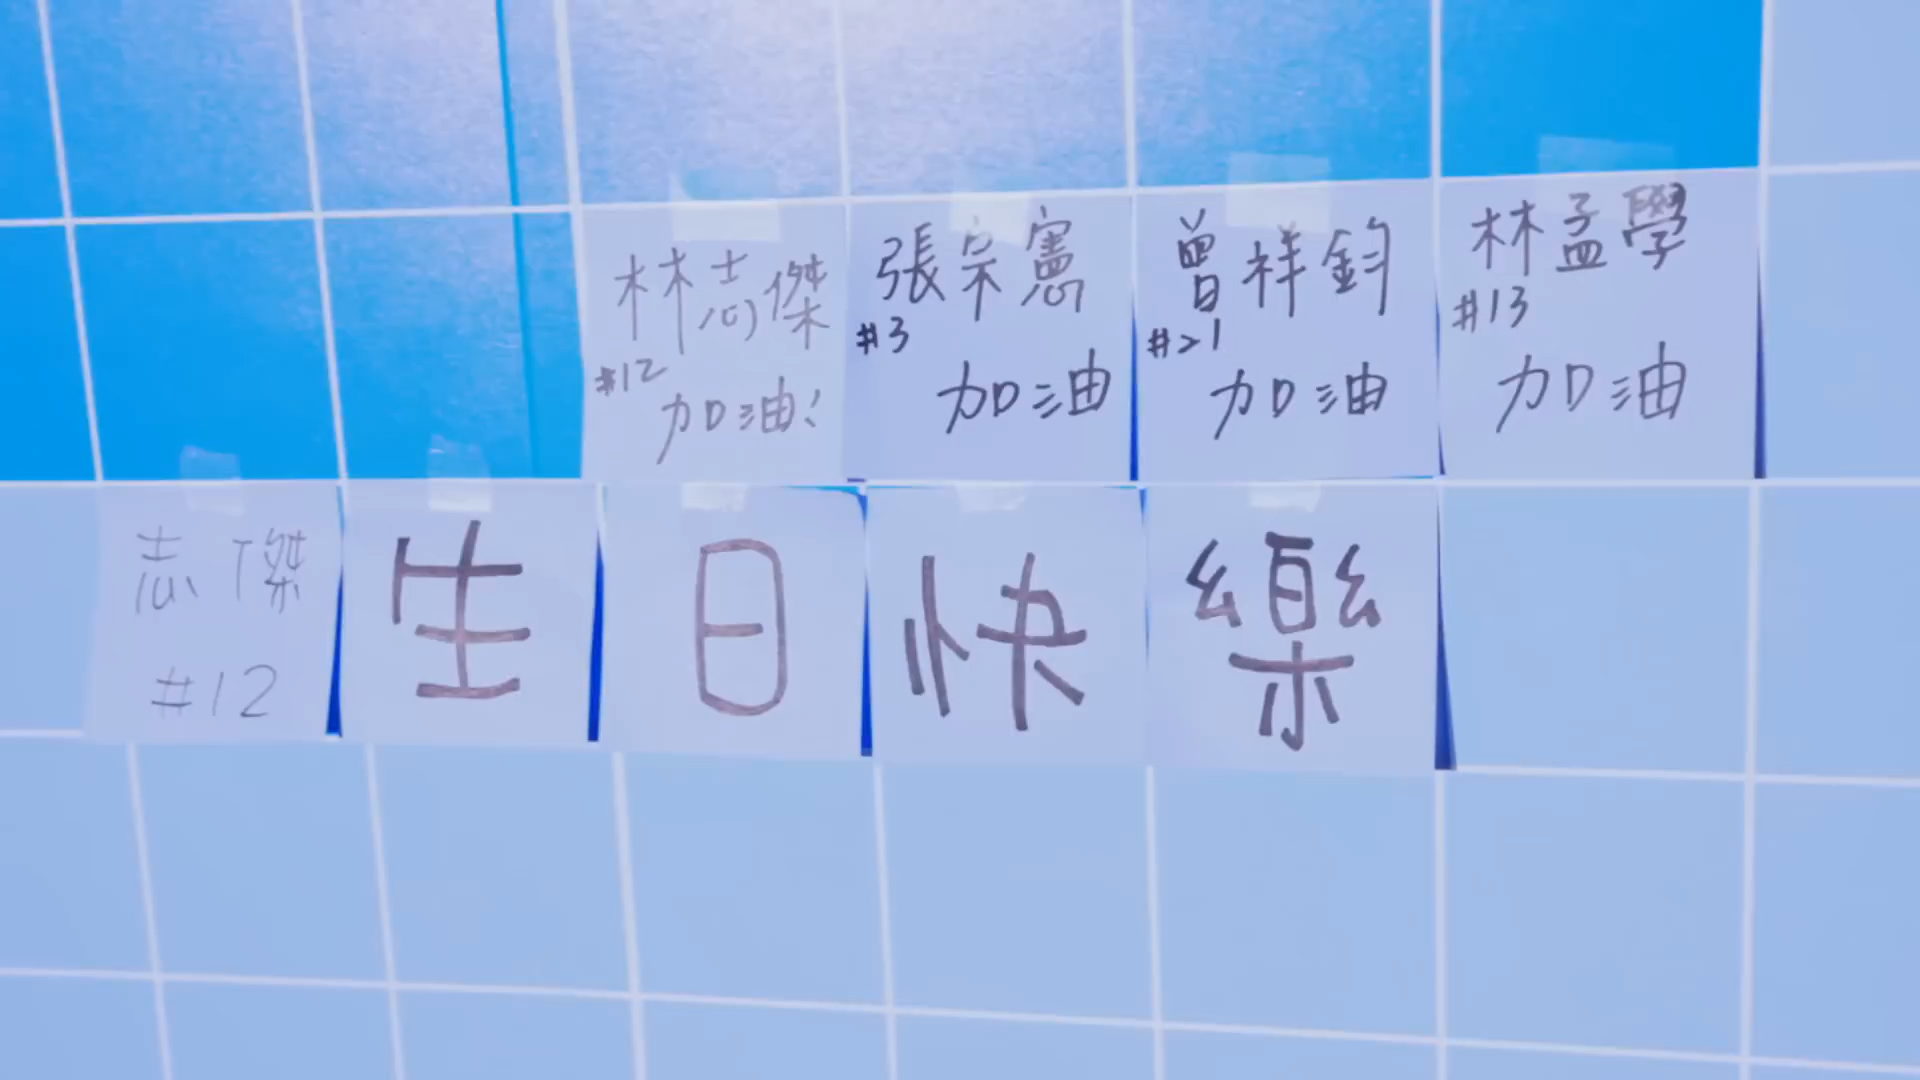 林志傑
#12
加油!
張宗憲
#3
加油
曾祥鈞
#21
加油
林孟學
#13
加油
志傑
#12
生日快樂